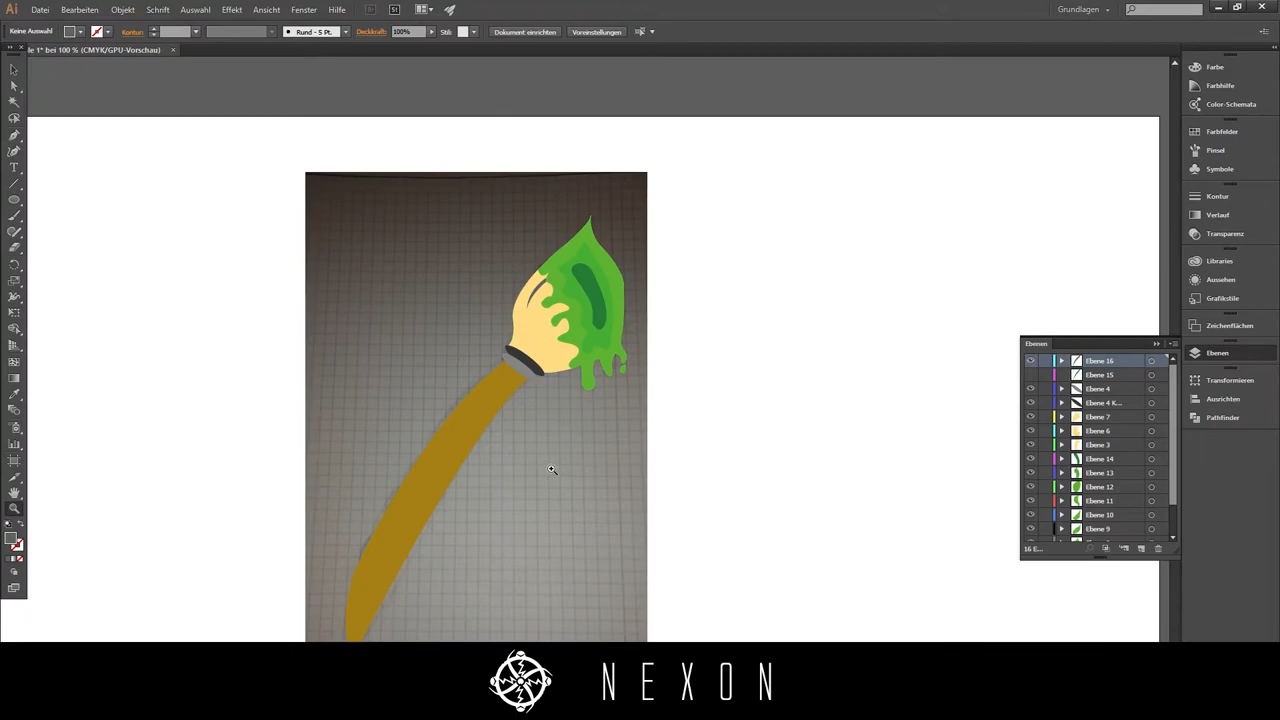 Ai Datei Bearbeiten Objekt Schrift Auswahl Effekt Ansicht Fenster Hilfe Br St Grundlagen
Keine Auswahl Kontur: Rund - 5 Pt. Deckkraft: 100% Stil: Dokument einrichten Voreinstellungen
le 1* bei 100 % (CMYK/GPU-Vorschau)
Farbe
Farbhilfe
Color-Schemata
Farbfelder
Pinsel
Symbole
Kontur
Verlauf
Transparenz
Libraries
Aussehen
Grafikstile
Zeichenflächen
Ebenen
Transformieren
Ausrichten
Pathfinder
Ebenen
Ebene 16
Ebene 15
Ebene 4
Ebene 4 K...
Ebene 7
Ebene 6
Ebene 3
Ebene 14
Ebene 13
Ebene 12
Ebene 11
Ebene 10
Ebene 9
16 E...
NEXON